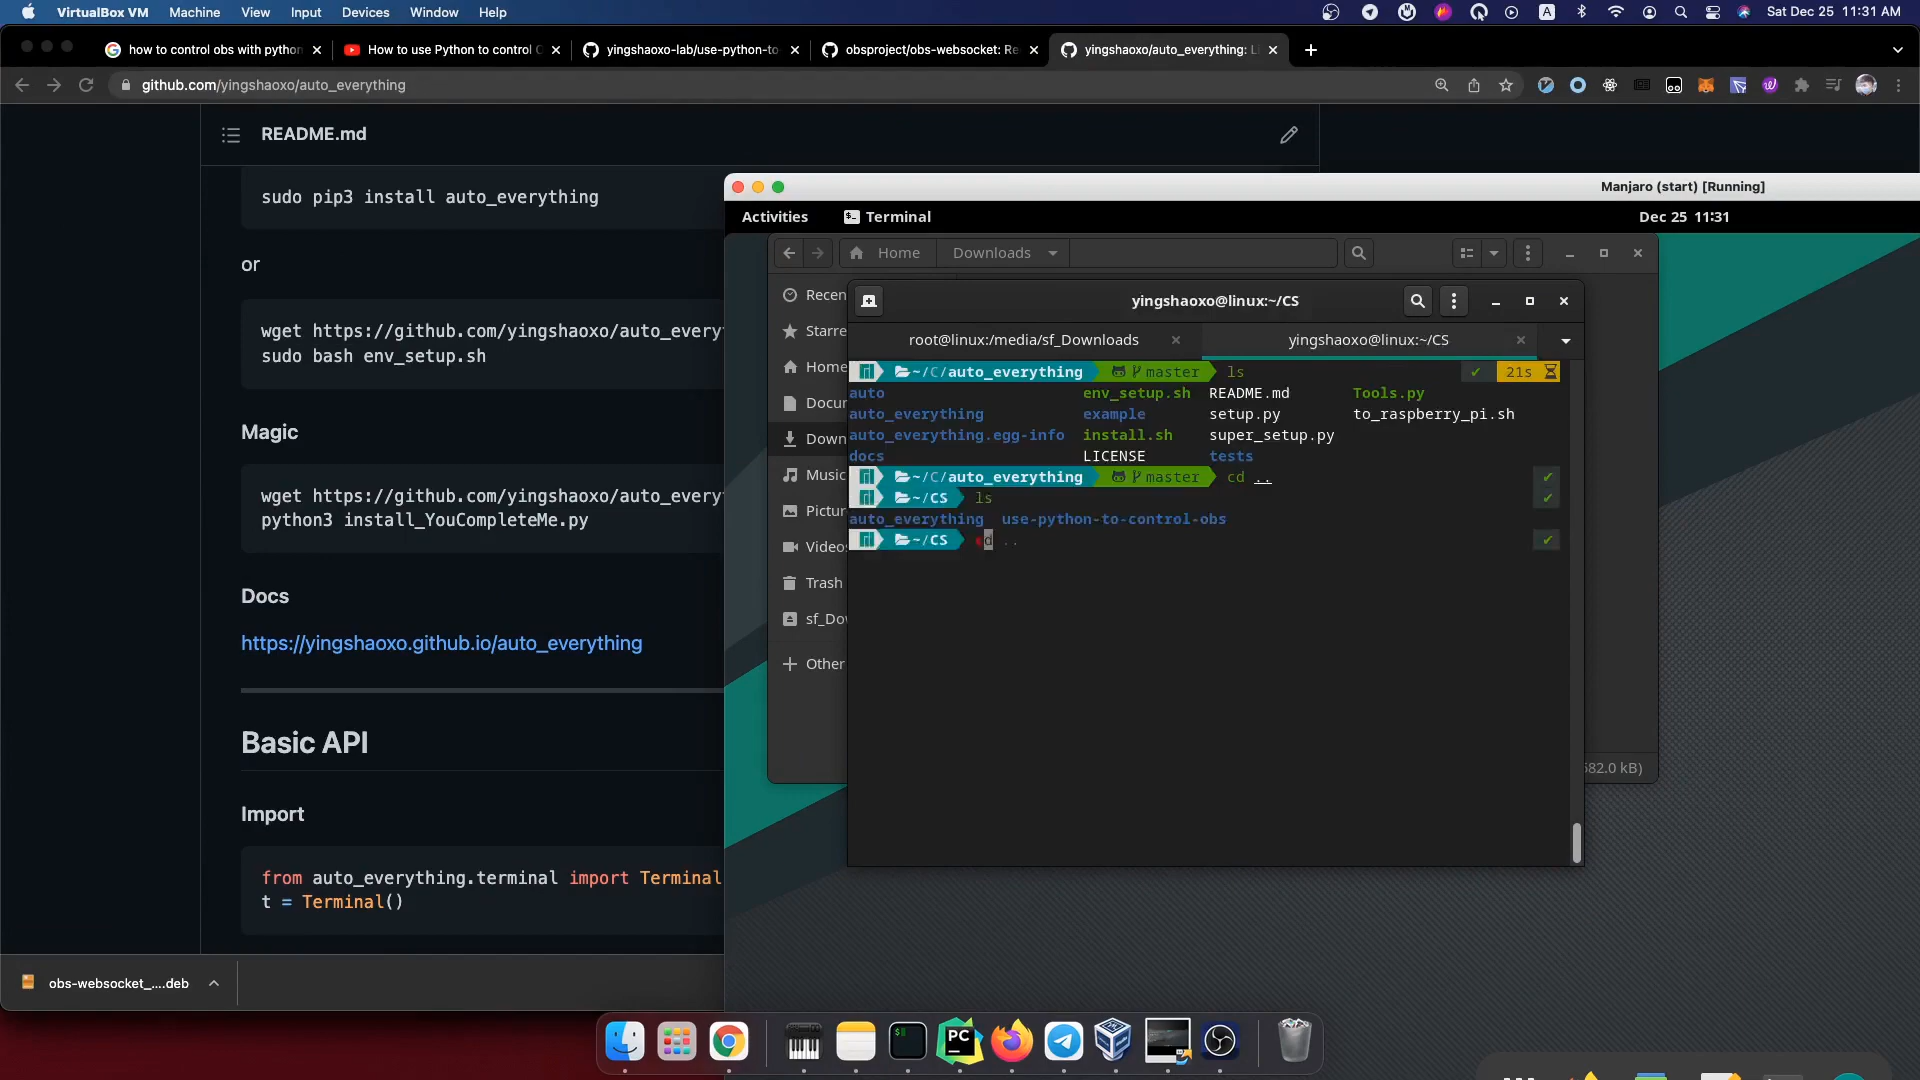 VirtualBox VM Machine View Input Devices Window Help
A
Sat Dec 25 11:31 AM
how to control obs with python
How to use Python to control
yingshaoxo-lab/use-python-to
obsproject/obs-websocket: Re
yingshaoxo/auto_everything:
github.com/yingshaoxo/auto_everything
README.md
sudo pip3 install auto_everything
or
wget https://github.com/yingshaoxo/auto_every
sudo bash env_setup.sh
Magic
wget https://github.com/yingshaoxo/auto_every
python3 install_YouCompleteMe.py
Docs
https://yingshaoxo.github.io/auto_everything
Basic API
Import
from auto_everything.terminal import Terminal
t = Terminal()
obs-websocket_....deb
Manjaro (start) [Running]
Activities Terminal Dec 25 11:31
Home Downloads
Recen
Starre
Home
Docu
Down
Music
Pictur
Videos
Trash
sf_Dov
Other
582.0 kB)
yingshaoxo@linux:~/CS
root@linux:/media/sf_Downloads
yingshaoxo@linux:~/CS
~/C/auto_everything master ls 21s
auto env_setup.sh README.md Tools.py
auto_everything example setup.py to_raspberry_pi.sh
auto_everything.egg-info install.sh super_setup.py
docs LICENSE tests
~/C/auto_everything master cd ..
~/CS ls
auto_everything use-python-to-control-obs
~/CS cd ..
PC